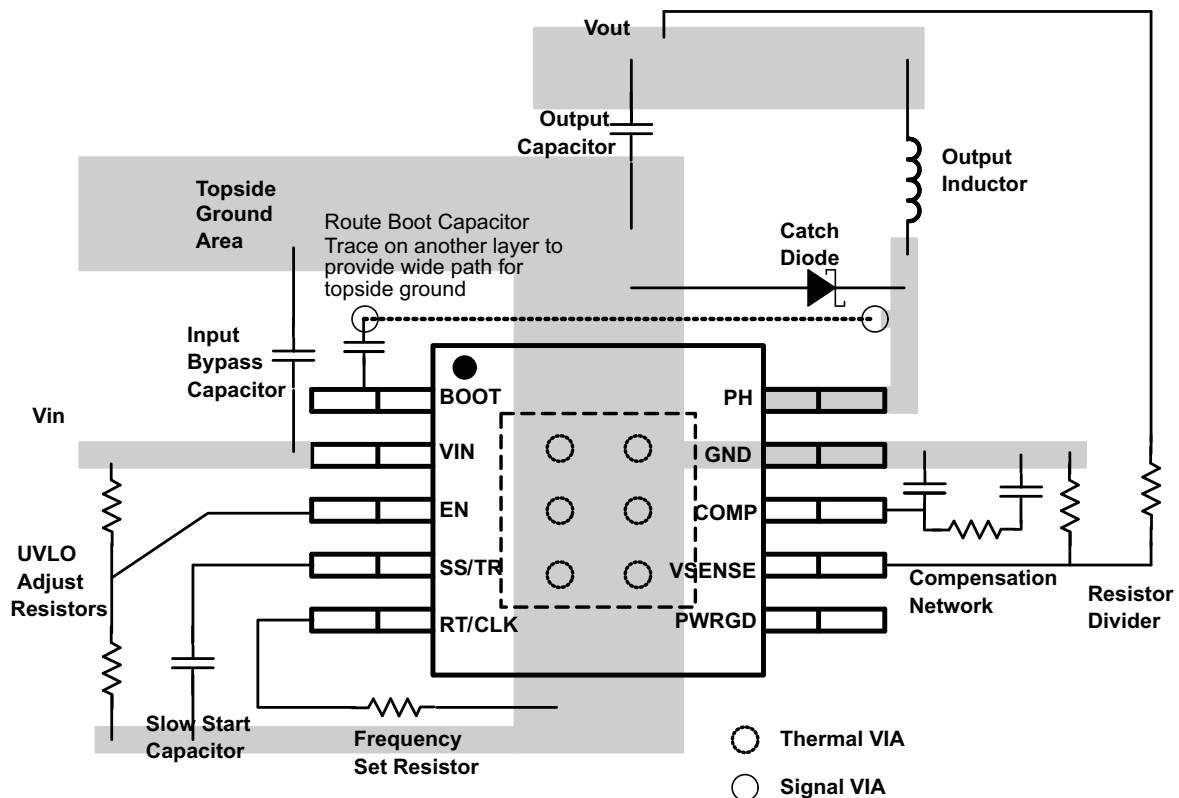 Vout
Output
Capacitor
Output
Inductor
Topside
Ground
Area
Route Boot Capacitor
Trace on another layer to
provide wide path for
topside ground
Catch
Diode
Input
Bypass
Capacitor
Vin
BOOT
VIN
EN
SS/TR
RT/CLK
PH
GND
COMP
VSENSE
PWRGD
UVLO
Adjust
Resistors
Compensation
Network
Resistor
Divider
Slow Start
Capacitor
Frequency
Set Resistor
Thermal VIA
Signal VIA